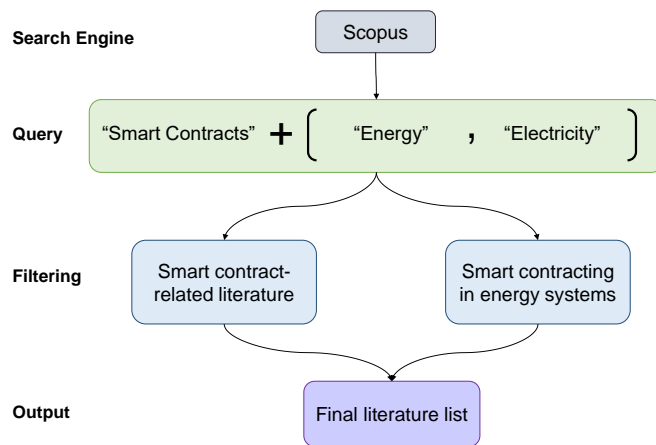 Search Engine
Scopus
Query
“Smart Contracts” + ( “Energy” , “Electricity” )
Filtering
Smart contract-
related literature
Smart contracting
in energy systems
Output
Final literature list